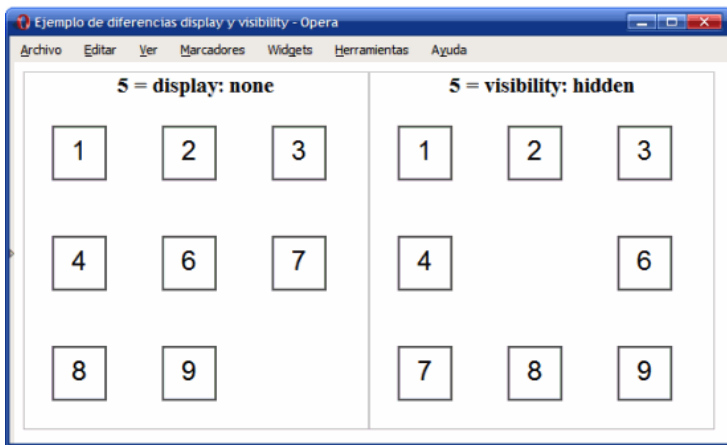 Ejemplo de diferencias display y visibility - Opera
Archivo Editar Ver Marcadores Widgets Herramientas Ayuda
5 = display: none
1 2 3
4 6 7
8 9
5 = visibility: hidden
1 2 3
4 6
7 8 9